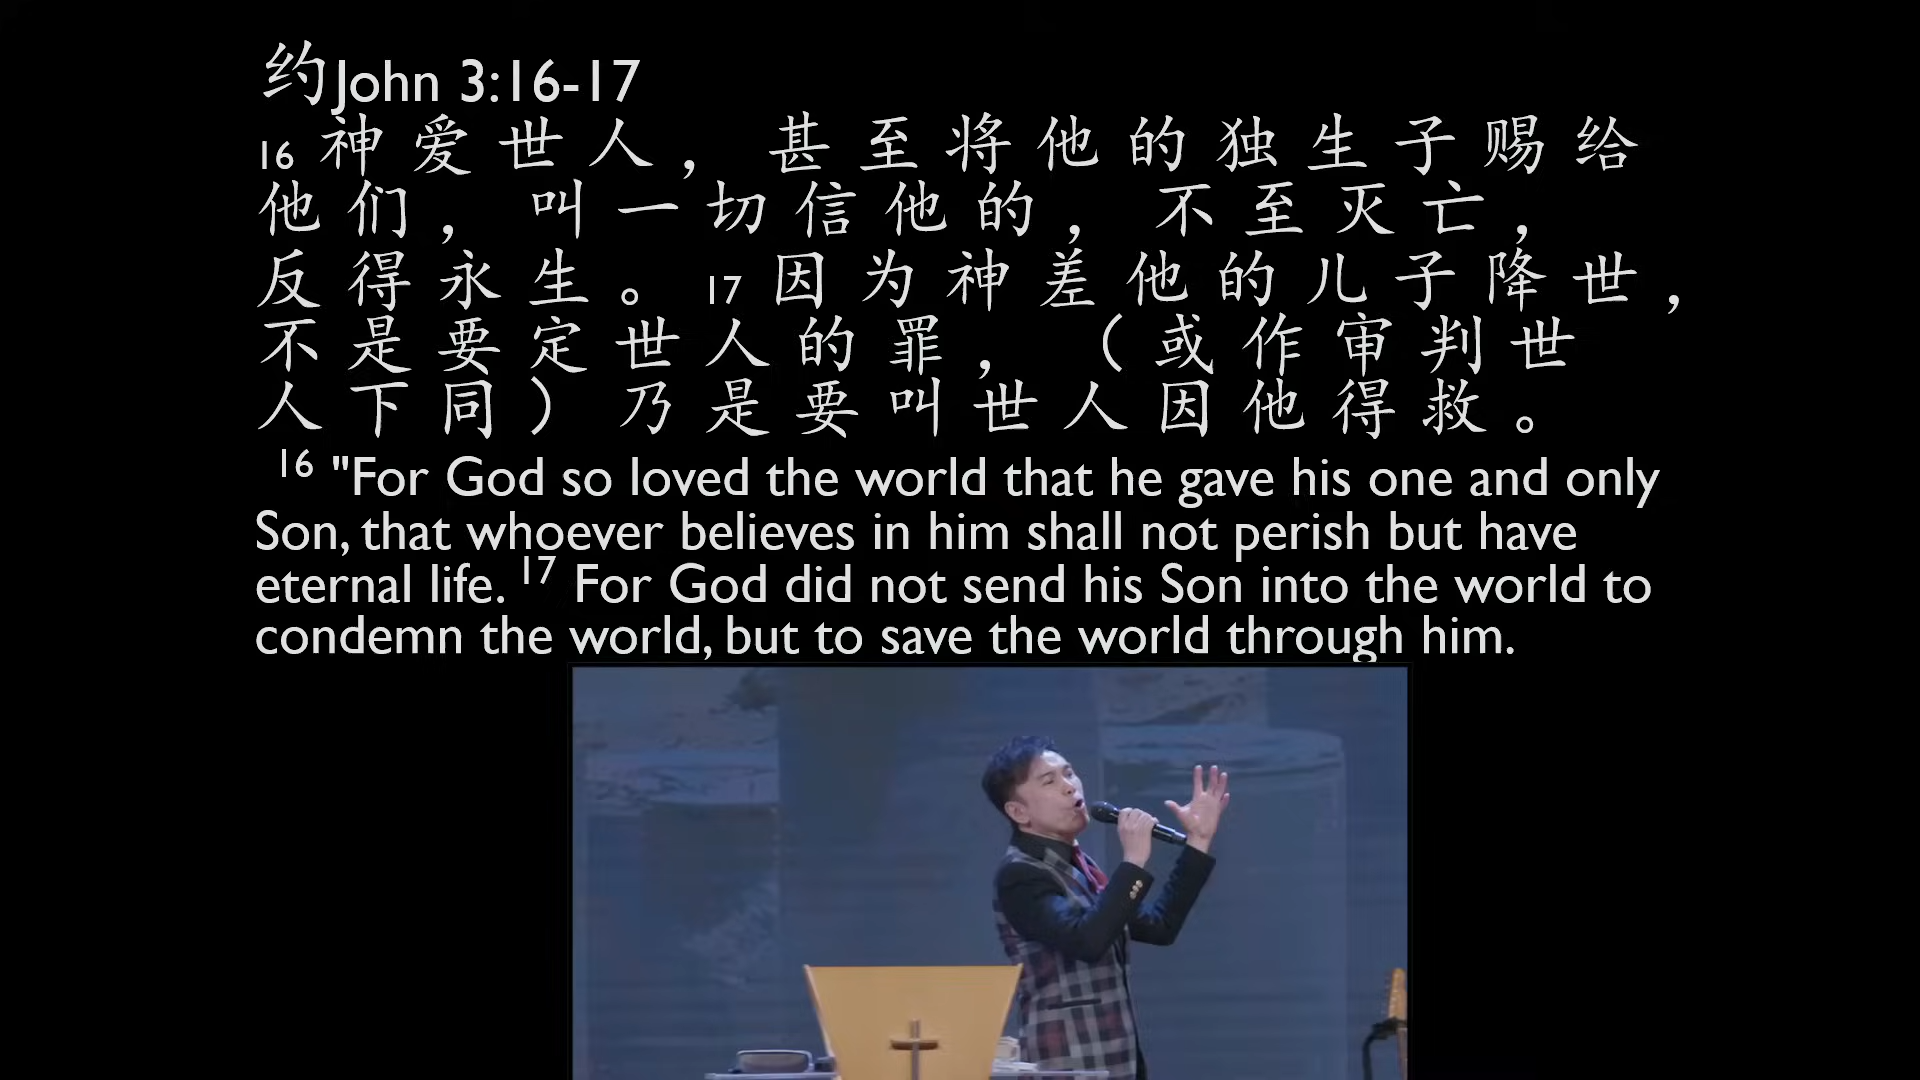 约John 3:16-17
16 神爱世人，甚至将他的独生子赐给
他们，叫一切信他的，不至灭亡，
反得永生。17 因为神差他的儿子降世，
不是要定世人的罪，（或作审判世
人下同）乃是要叫世人因他得救。
16 "For God so loved the world that he gave his one and only
Son, that whoever believes in him shall not perish but have
eternal life. 17 For God did not send his Son into the world to
condemn the world, but to save the world through him.